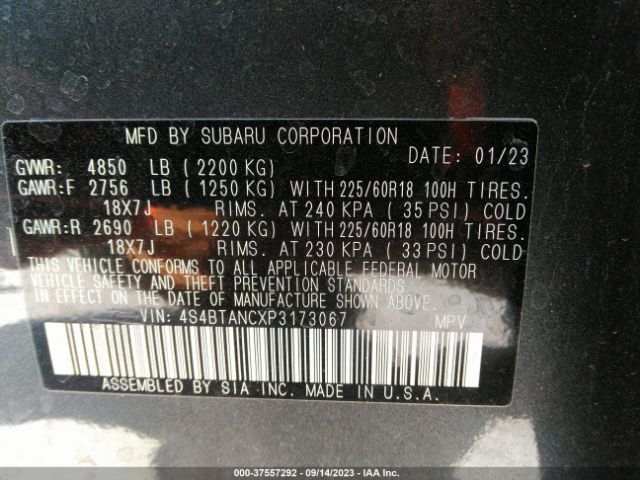 MFD BY SUBARU CORPORATION
DATE: 01/23
GVWR: 4850 LB (2200 KG)
GAWR:F 2756 LB (1250 KG) WITH 225/60R18 100H TIRES.
18X7J RIMS. AT 240 KPA (35 PSI) COLD
GAWR:R 2690 LB (1220 KG) WITH 225/60R18 100H TIRES.
18X7J RIMS. AT 230 KPA (33 PSI) COLD
THIS VEHICLE CONFORMS TO ALL APPLICABLE FEDERAL MOTOR
VEHICLE SAFETY AND THEFT PREVENTION STANDARDS
IN EFFECT ON THE DATE OF MANUFACTURE SHOWN ABOVE.
VIN: 4S4BTANCXP3173067 MPV
ASSEMBLED BY SIA INC. MADE IN U.S.A.
000-37557292 - 09/14/2023 - IAA Inc.